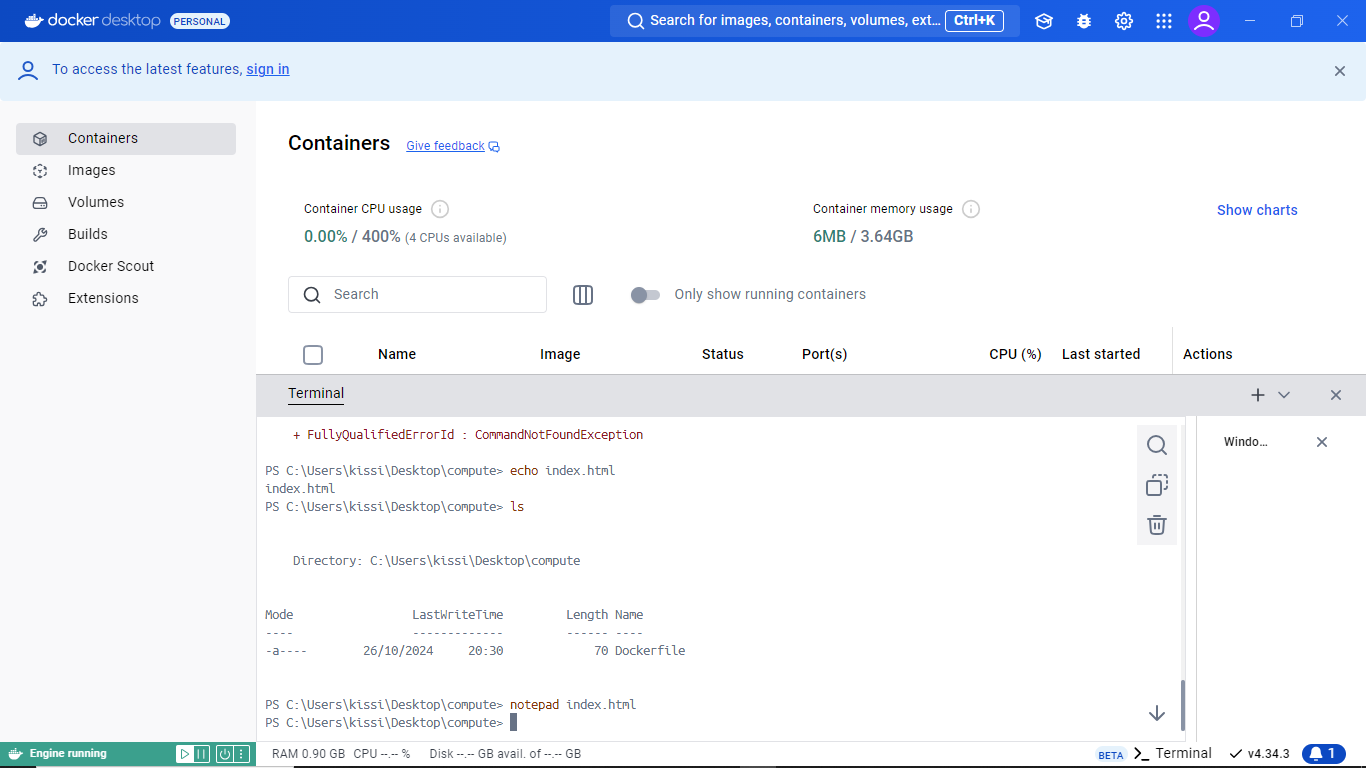 docker desktop PERSONAL
Search for images, containers, volumes, ext... Ctrl+K
To access the latest features, sign in
Containers
Images
Volumes
Builds
Docker Scout
Extensions
Containers Give feedback
Container CPU usage
0.00% / 400% (4 CPUs available)
Container memory usage
6MB / 3.64GB
Show charts
Search
Only show running containers
Name Image Status Port(s) CPU (%) Last started Actions
Terminal
+ FullyQualifiedErrorId : CommandNotFoundException
PS C:\Users\kissi\Desktop\compute> echo index.html
index.html
PS C:\Users\kissi\Desktop\compute> ls
Directory: C:\Users\kissi\Desktop\compute
Mode LastWriteTime Length Name
---- ------------- ------ ----
-a---- 26/10/2024 20:30 70 Dockerfile
PS C:\Users\kissi\Desktop\compute> notepad index.html
PS C:\Users\kissi\Desktop\compute>
Windo...
Engine running
RAM 0.90 GB CPU --.-- % Disk --.-- GB avail. of --.-- GB
BETA >_ Terminal v4.34.3 1